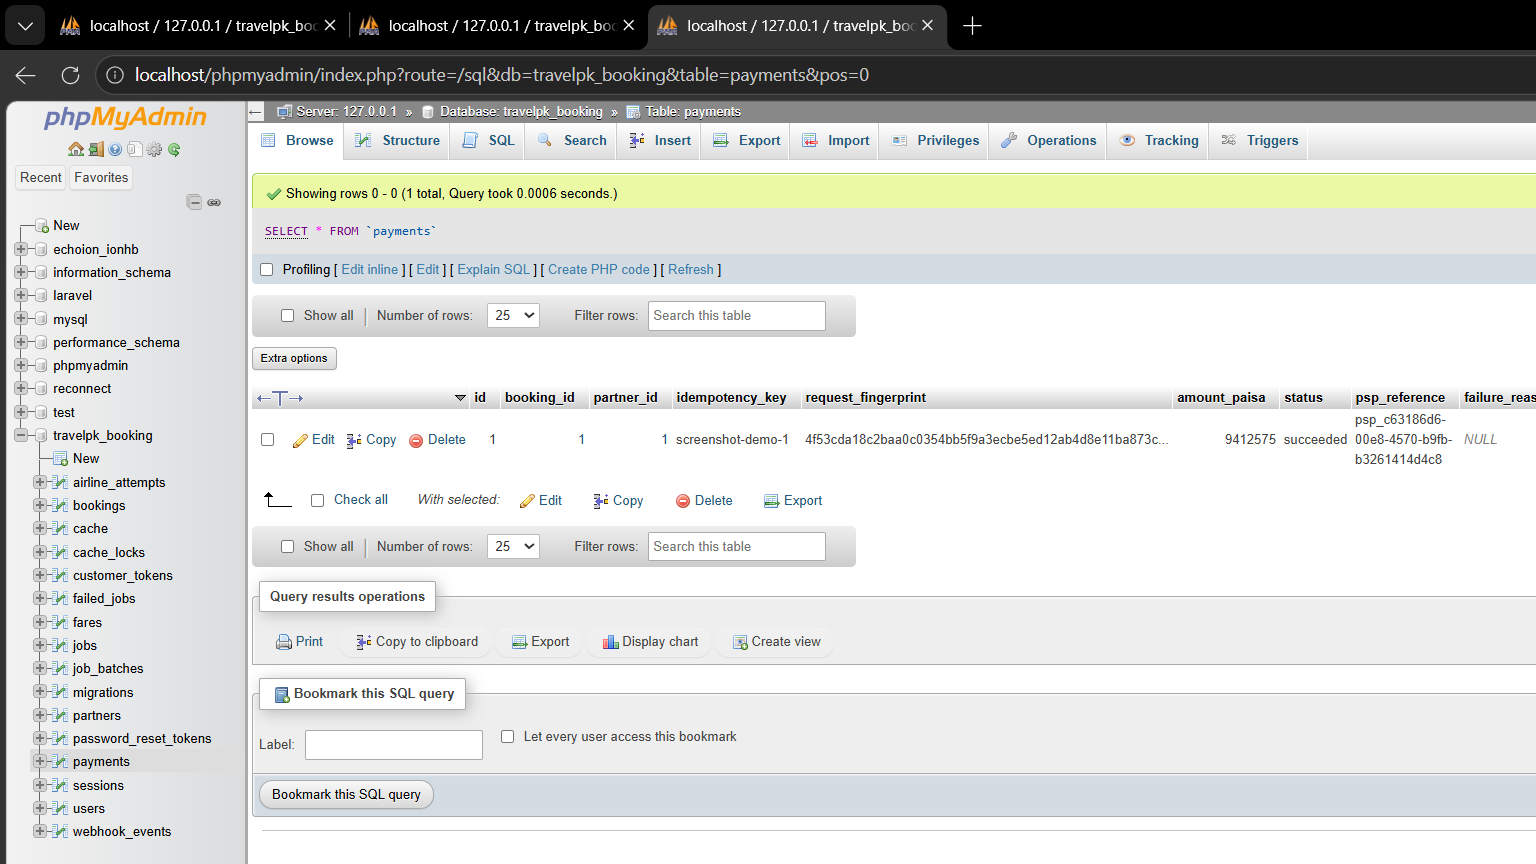 localhost / 127.0.0.1 / travelpk_boo
localhost / 127.0.0.1 / travelpk_bo
localhost / 127.0.0.1 / travelpk_boo
localhost/phpmyadmin/index.php?route=/sql&db=travelpk_booking&table=payments&pos=0
phpMyAdmin
Recent Favorites
New
echoion_ionhb
information_schema
laravel
mysql
performance_schema
phpmyadmin
reconnect
test
travelpk_booking
New
airline_attempts
bookings
cache
cache_locks
customer_tokens
failed_jobs
fares
jobs
job_batches
migrations
partners
password_reset_tokens
payments
sessions
users
webhook_events
Server: 127.0.0.1 » Database: travelpk_booking » Table: payments
Browse Structure SQL Search Insert Export Import Privileges Operations Tracking Triggers
Showing rows 0 - 0 (1 total, Query took 0.0006 seconds.)
SELECT * FROM `payments`
Profiling [ Edit inline ] [ Edit ] [ Explain SQL ] [ Create PHP code ] [ Refresh ]
Show all Number of rows: 25 Filter rows: Search this table
Extra options
id booking_id partner_id idempotency_key request_fingerprint amount_paisa status psp_reference failure_reas
Edit Copy Delete 1 1 1 screenshot-demo-1 4f53cda18c2baa0c0354bb5f9a3ecbe5ed12ab4d8e11ba873c... 9412575 succeeded psp_c63186d6-00e8-4570-b9fb-b3261414d4c8 NULL
Check all With selected: Edit Copy Delete Export
Show all Number of rows: 25 Filter rows: Search this table
Query results operations
Print Copy to clipboard Export Display chart Create view
Bookmark this SQL query
Label: Let every user access this bookmark
Bookmark this SQL query